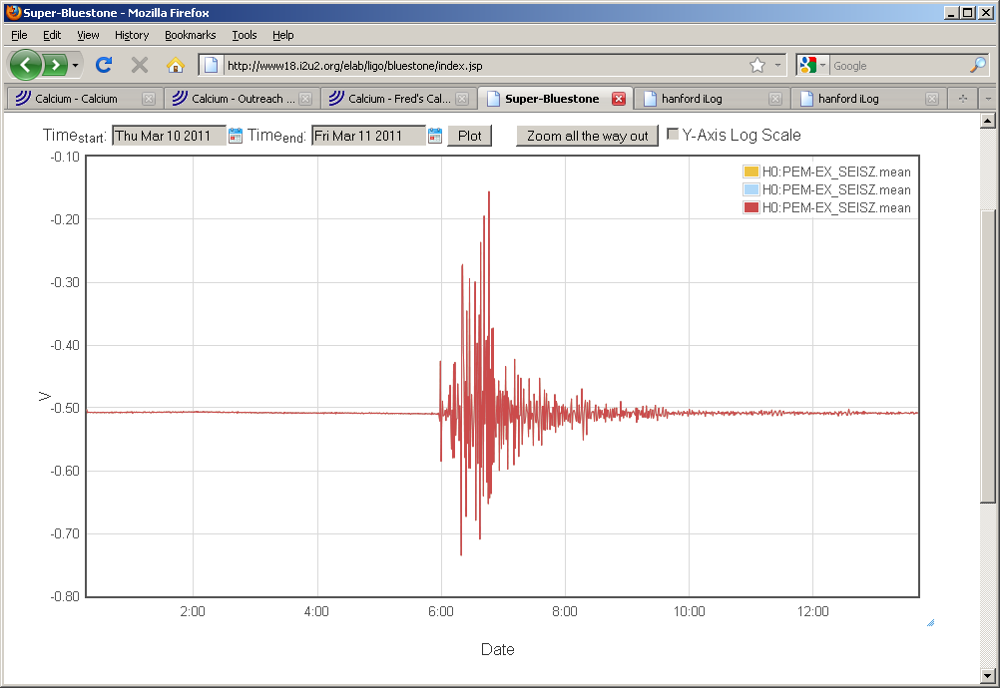 Super-Bluestone - Mozilla Firefox
File Edit View History Bookmarks Tools Help
http://www18.i2u2.org/elab/ligo/bluestone/index.jsp Google
Calcium - Calcium Calcium - Outreach ... Calcium - Fred's Cal... Super-Bluestone hanford iLog hanford iLog
Timestart: Thu Mar 10 2011 Timeend: Fri Mar 11 2011 Plot Zoom all the way out Y-Axis Log Scale
-0.10
H0:PEM-EX_SEISZ.mean
H0:PEM-EX_SEISZ.mean
H0:PEM-EX_SEISZ.mean
-0.20
-0.30
-0.40
V
-0.50
-0.60
-0.70
-0.80
2:00 4:00 6:00 8:00 10:00 12:00
Date